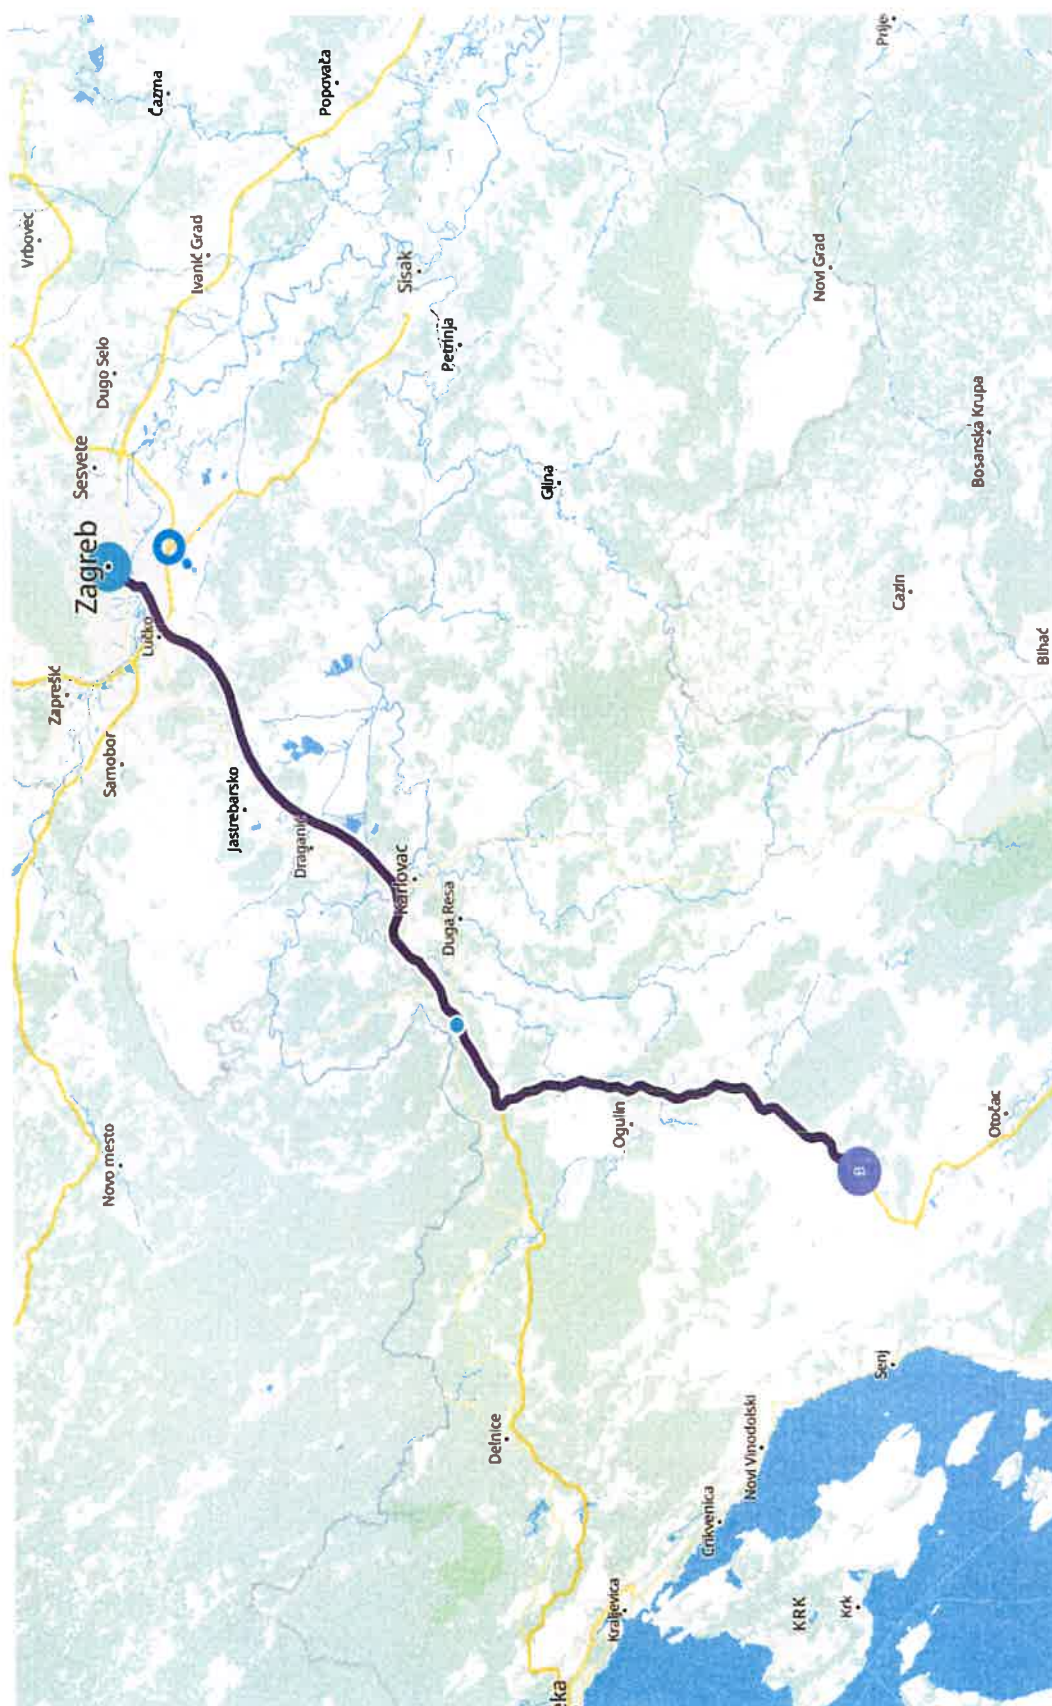 Vrbovec
Zaprešić
Sesvete
Zagreb
Dugo Selo
Novo mesto
Samobor
Lučko
Čazma
Ivanić Grad
Jastrebarsko
Draganić
Popovača
Karlovac
Sisak
Duga Resa
Petrinja
Delnice
Glina
eka
Kraljevica
Ogulin
Crikvenica
Novi Vinodolski
KRK
Novi Grad
Krk
B
Senj
Prije
Cazin
Bosanska Krupa
Otočac
Bihać